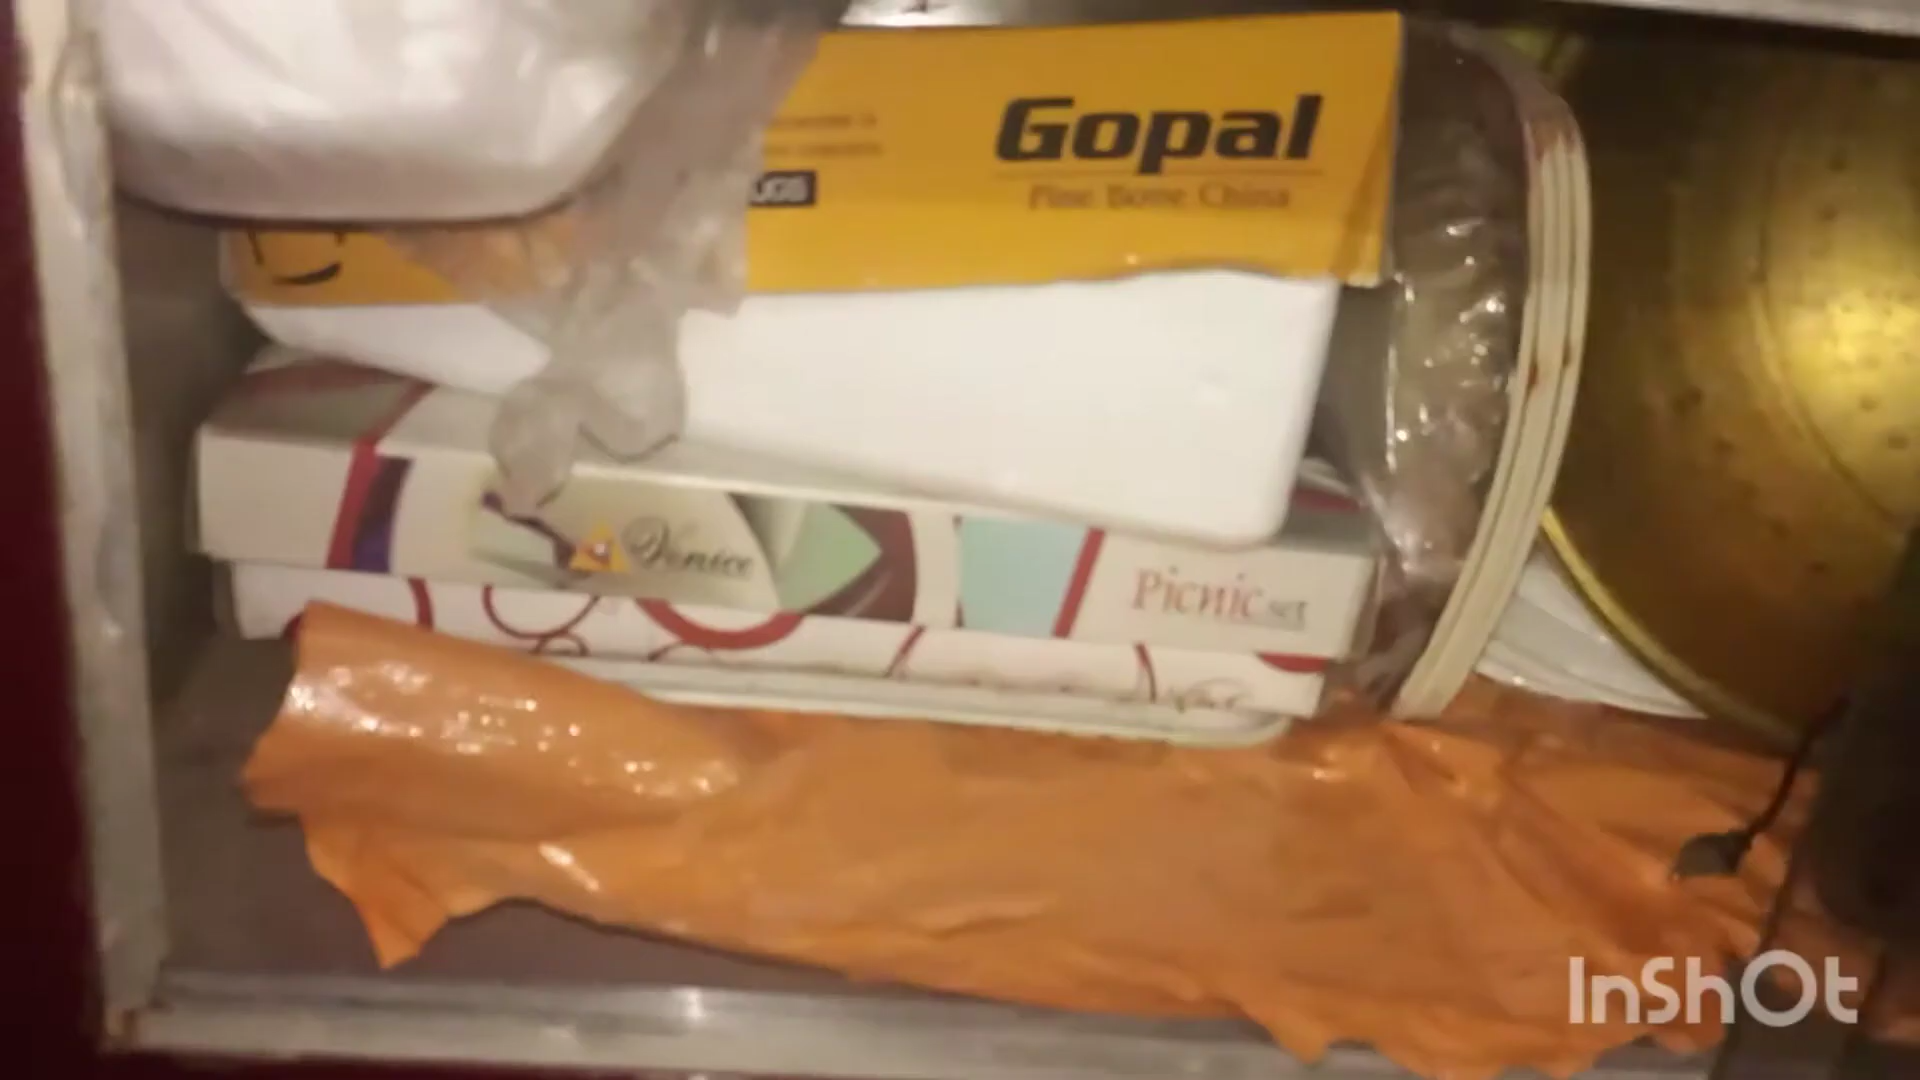 Gopal
Fine Bone China
Venice
Picnic set
InShOt